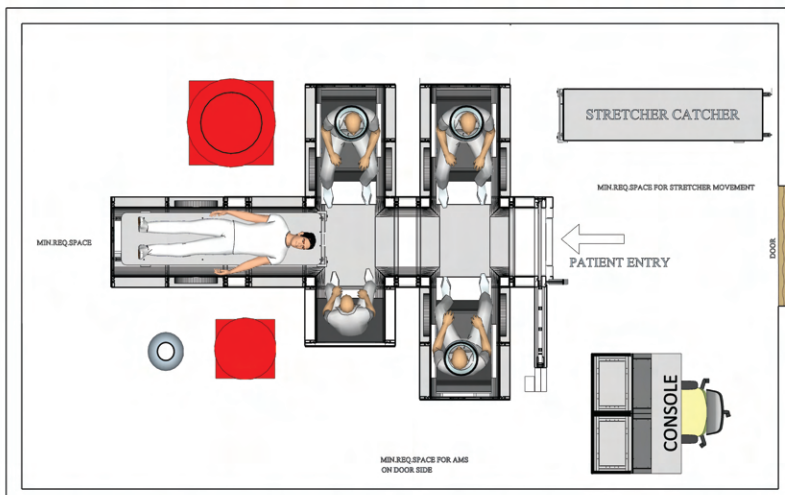 STRETCHER CATCHER
MIN.REQ.SPACE FOR STRETCHER MOVEMENT
MIN.REQ.SPACE
DOOR
PATIENT ENTRY
CONSOLE
MIN.REQ.SPACE FOR AMS
ON DOOR SIDE